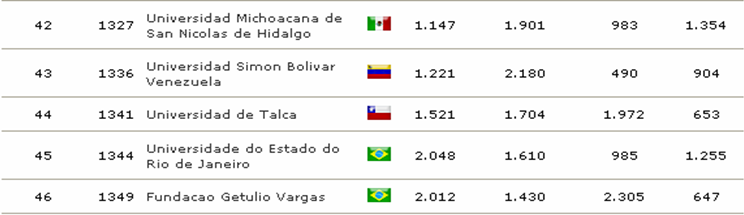 42 1327 Universidad Michoacana de San Nicolas de Hidalgo 1.147 1.901 983 1.354
43 1336 Universidad Simon Bolivar Venezuela 1.221 2.180 490 904
44 1341 Universidad de Talca 1.521 1.704 1.972 653
45 1344 Universidade do Estado do Rio de Janeiro 2.048 1.610 985 1.255
46 1349 Fundacao Getulio Vargas 2.012 1.430 2.305 647